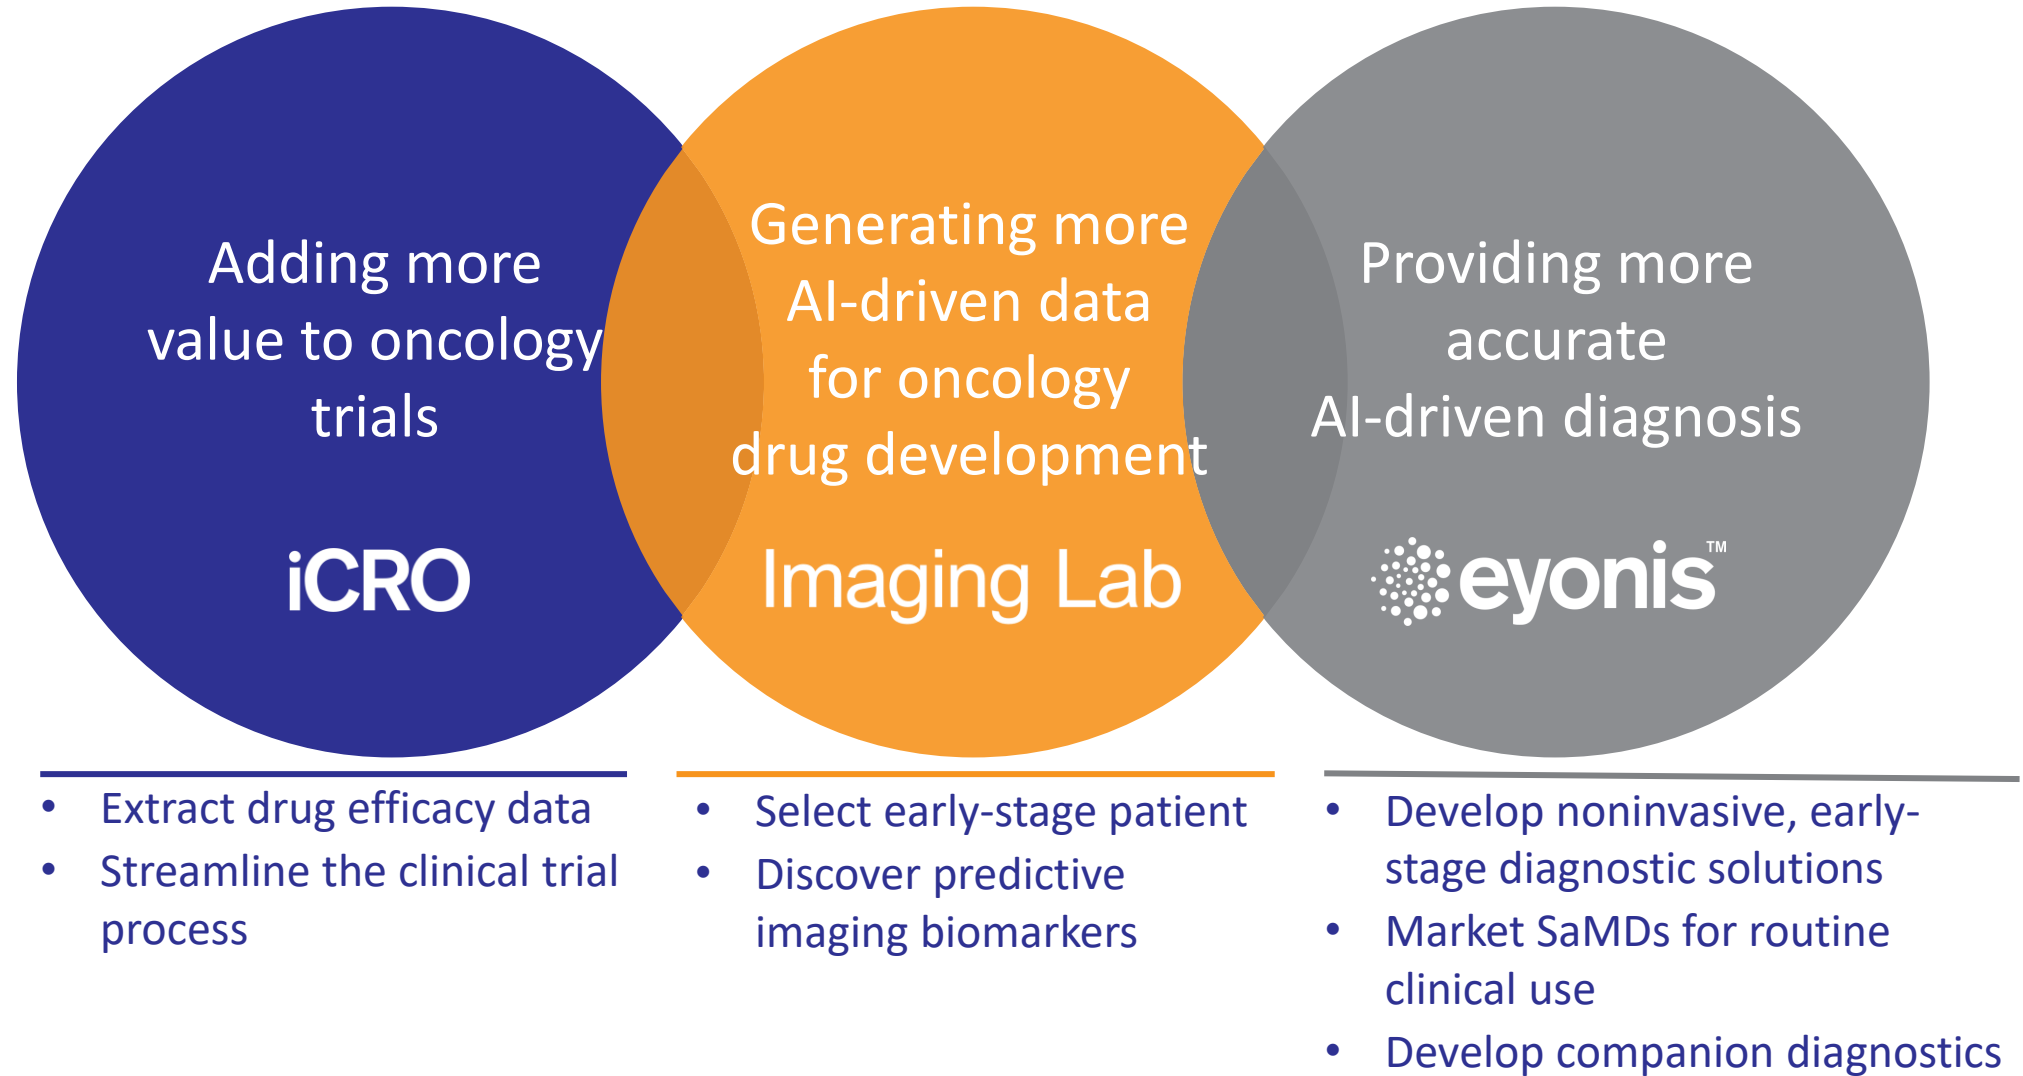 Adding more
value to oncology
trials
iCRO
Generating more
AI-driven data
for oncology
drug development
Imaging Lab
Providing more
accurate
AI-driven diagnosis
eyonis™
• Extract drug efficacy data
• Streamline the clinical trial
process
• Select early-stage patient
• Discover predictive
imaging biomarkers
• Develop noninvasive, early-
stage diagnostic solutions
• Market SaMDs for routine
clinical use
• Develop companion diagnostics